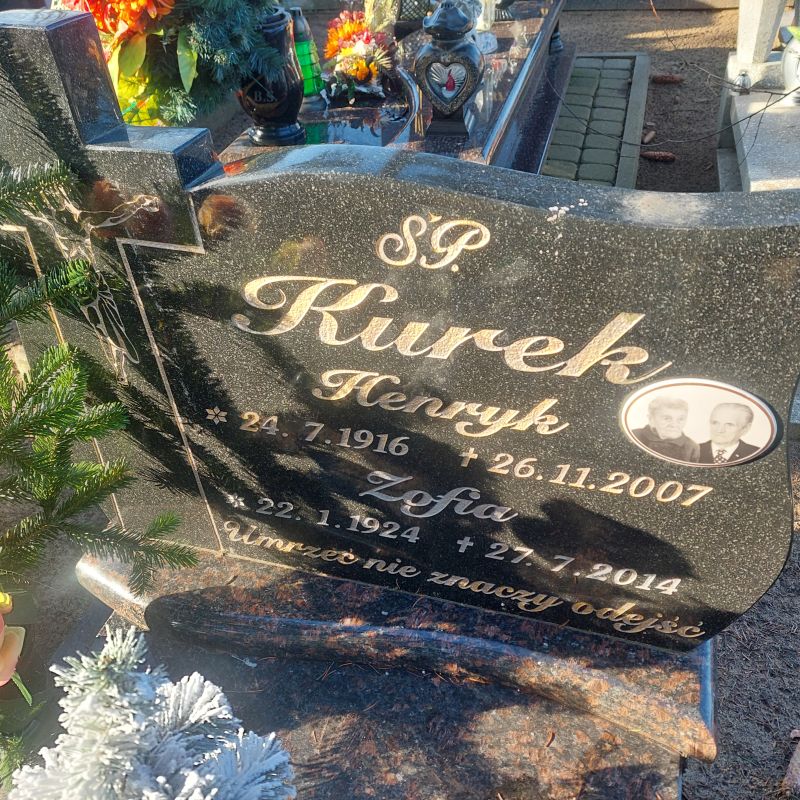 Ś.P.
Kurek
Henryk
24. 7. 1916 ✝ 26. 11. 2007
Zofia
22. 1. 1924 ✝ 27. 7. 2014
Umrzeć nie znaczy odejść